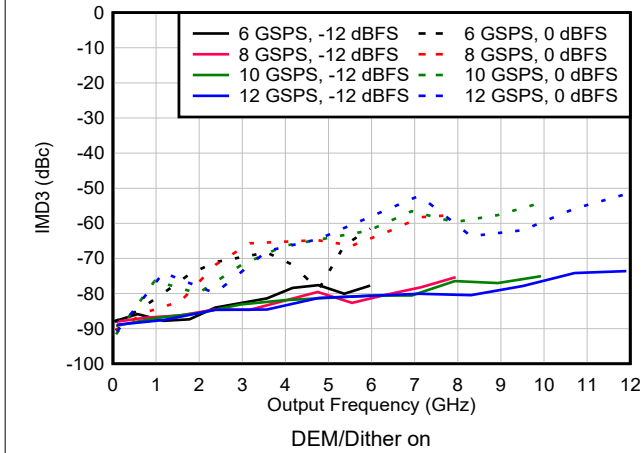 0
-10
-20
-30
-40
-50
-60
-70
-80
-90
-100
IMD3 (dBc)
6 GSPS, -12 dBFS
8 GSPS, -12 dBFS
10 GSPS, -12 dBFS
12 GSPS, -12 dBFS
6 GSPS, 0 dBFS
8 GSPS, 0 dBFS
10 GSPS, 0 dBFS
12 GSPS, 0 dBFS
0 1 2 3 4 5 6 7 8 9 10 11 12
Output Frequency (GHz)
DEM/Dither on